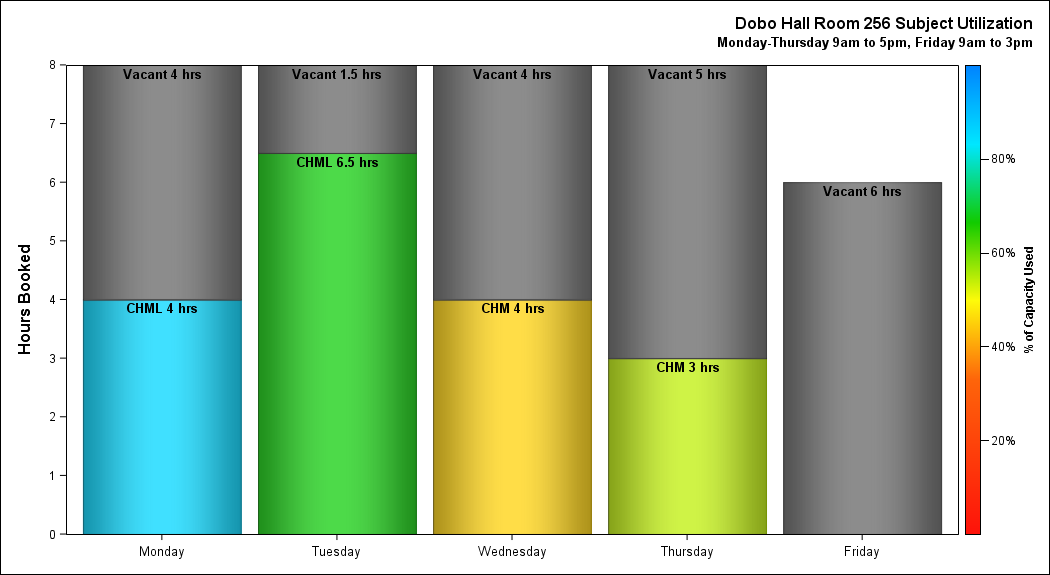 Dobo Hall Room 256 Subject Utilization
Monday-Thursday 9am to 5pm, Friday 9am to 3pm
Hours Booked
8
7
6
5
4
3
2
1
0
Vacant 4 hrs
CHML 4 hrs
Vacant 1.5 hrs
CHML 6.5 hrs
Vacant 4 hrs
CHM 4 hrs
Vacant 5 hrs
CHM 3 hrs
Vacant 6 hrs
Monday
Tuesday
Wednesday
Thursday
Friday
80%
60%
40%
20%
% of Capacity Used